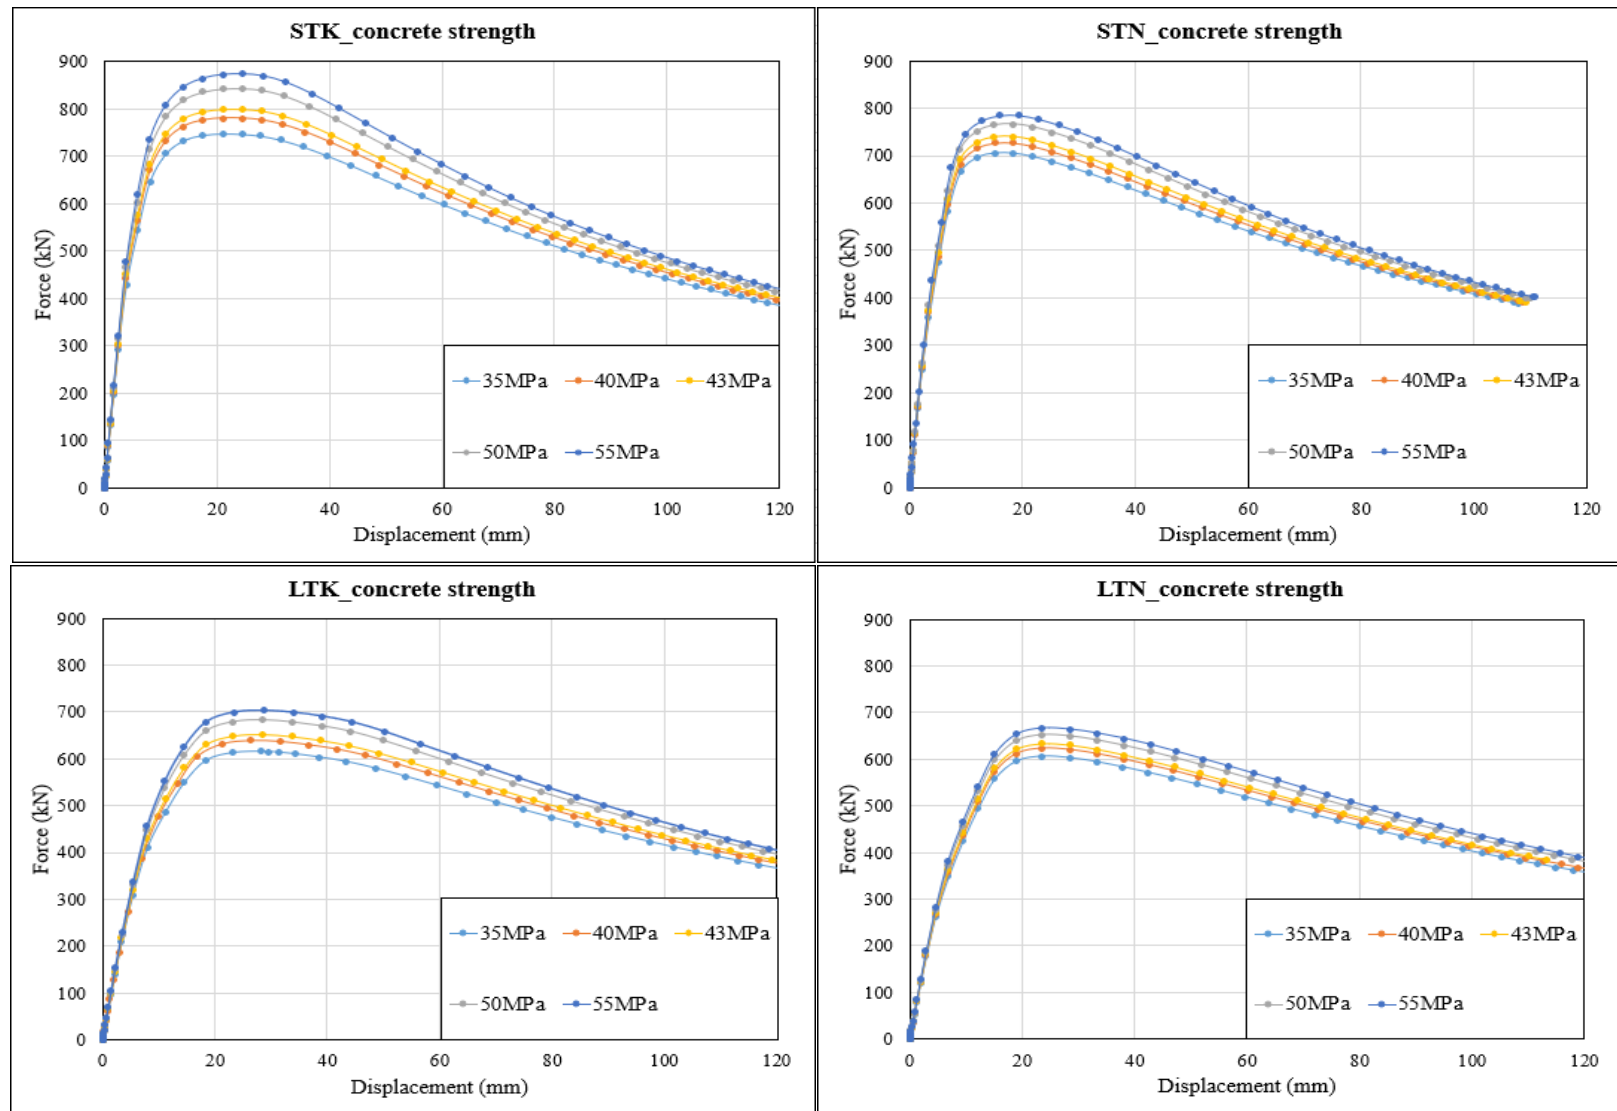 STK_concrete strength
900
800
700
600
500
400
300
200
100
0
Force (kN)
0 20 40 60 80 100 120
Displacement (mm)
35MPa 40MPa 43MPa
50MPa 55MPa
STN_concrete strength
900
800
700
600
500
400
300
200
100
0
Force (kN)
0 20 40 60 80 100 120
Displacement (mm)
35MPa 40MPa 43MPa
50MPa 55MPa
LTK_concrete strength
900
800
700
600
500
400
300
200
100
0
Force (kN)
0 20 40 60 80 100 120
Displacement (mm)
35MPa 40MPa 43MPa
50MPa 55MPa
LTN_concrete strength
900
800
700
600
500
400
300
200
100
0
Force (kN)
0 20 40 60 80 100 120
Displacement (mm)
35MPa 40MPa 43MPa
50MPa 55MPa